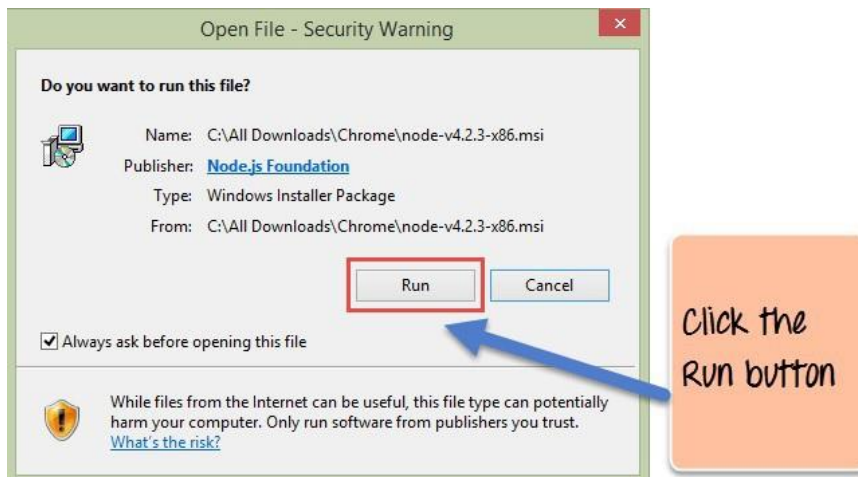 Open File - Security Warning
Do you want to run this file?
Name: C:\All Downloads\Chrome\node-v4.2.3-x86.msi
Publisher: Node.js Foundation
Type: Windows Installer Package
From: C:\All Downloads\Chrome\node-v4.2.3-x86.msi
Run Cancel
Always ask before opening this file
While files from the Internet can be useful, this file type can potentially
harm your computer. Only run software from publishers you trust.
What's the risk?
Click the
Run button